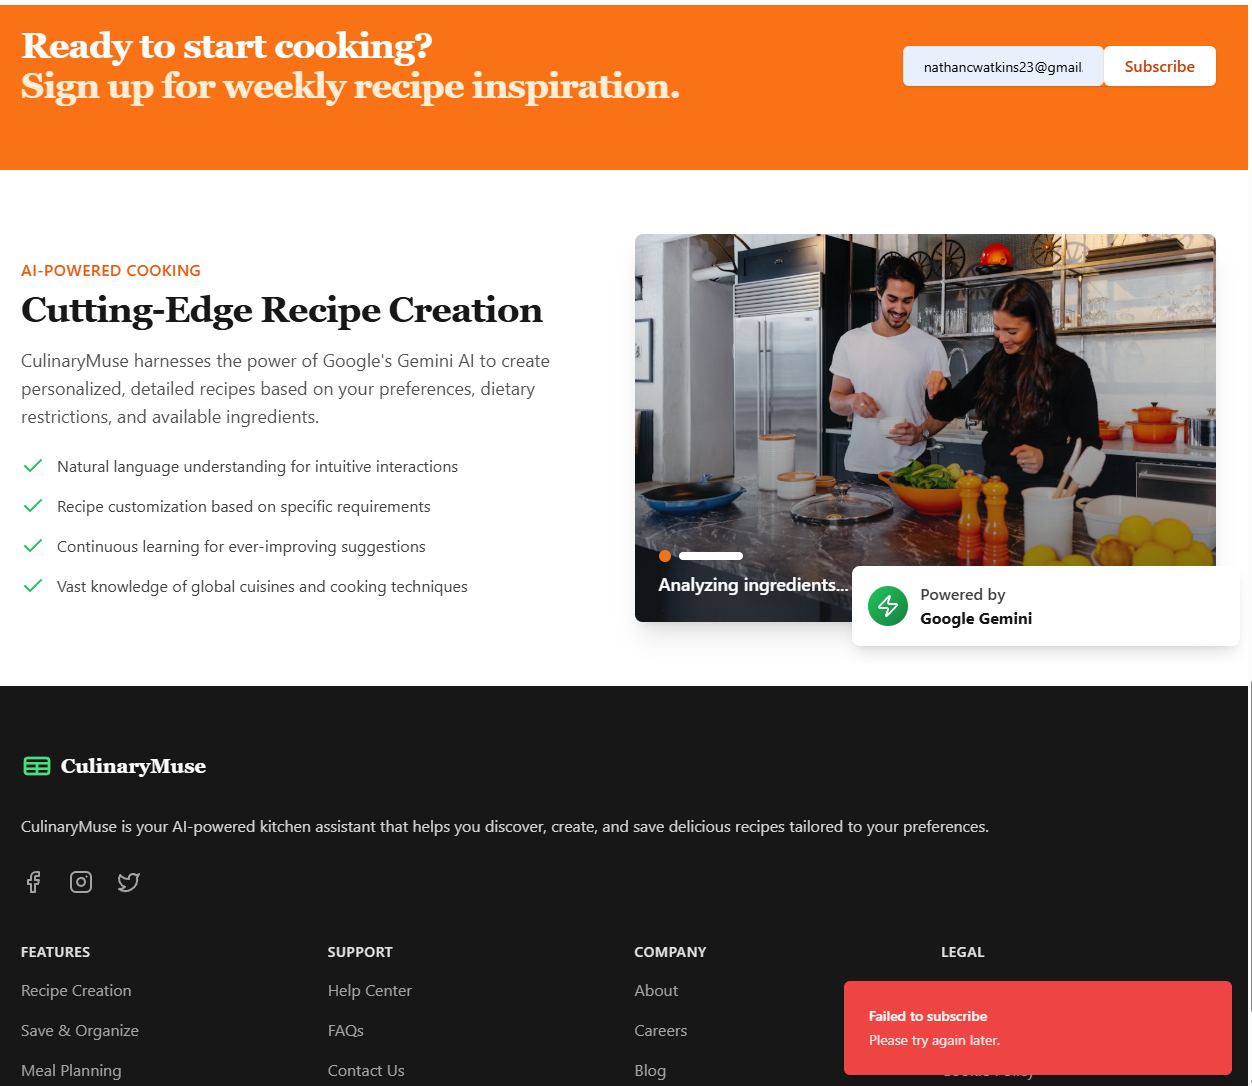 Ready to start cooking?
Sign up for weekly recipe inspiration.
nathancwatkins23@gmail.
Subscribe
AI-POWERED COOKING
Cutting-Edge Recipe Creation
CulinaryMuse harnesses the power of Google's Gemini AI to create
personalized, detailed recipes based on your preferences, dietary
restrictions, and available ingredients.
Natural language understanding for intuitive interactions
Recipe customization based on specific requirements
Continuous learning for ever-improving suggestions
Vast knowledge of global cuisines and cooking techniques
Analyzing ingredients...
Powered by
Google Gemini
CulinaryMuse
CulinaryMuse is your AI-powered kitchen assistant that helps you discover, create, and save delicious recipes tailored to your preferences.
FEATURES
Recipe Creation
Save & Organize
Meal Planning
SUPPORT
Help Center
FAQs
Contact Us
COMPANY
About
Careers
Blog
LEGAL
Failed to subscribe
Please try again later.